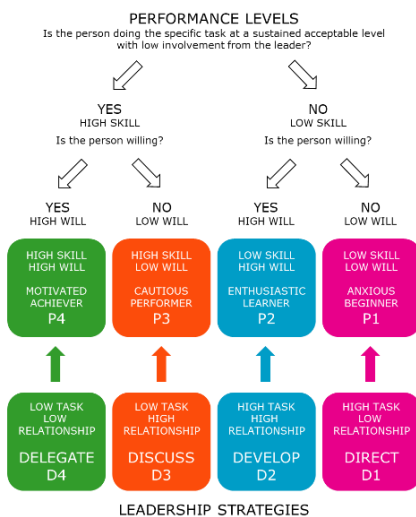 PERFORMANCE LEVELS
Is the person doing the specific task at a sustained acceptable level
with low involvement from the leader?
YES
HIGH SKILL
NO
LOW SKILL
Is the person willing?
Is the person willing?
YES
HIGH WILL
NO
LOW WILL
YES
HIGH WILL
NO
LOW WILL
HIGH SKILL
HIGH WILL
MOTIVATED
ACHIEVER
P4
HIGH SKILL
LOW WILL
CAUTIOUS
PERFORMER
P3
LOW SKILL
HIGH WILL
ENTHUSIASTIC
LEARNER
P2
LOW SKILL
LOW WILL
ANXIOUS
BEGINNER
P1
LOW TASK
LOW
RELATIONSHIP
DELEGATE
D4
LOW TASK
HIGH
RELATIONSHIP
DISCUSS
D3
HIGH TASK
HIGH
RELATIONSHIP
DEVELOP
D2
HIGH TASK
LOW
RELATIONSHIP
DIRECT
D1
LEADERSHIP STRATEGIES